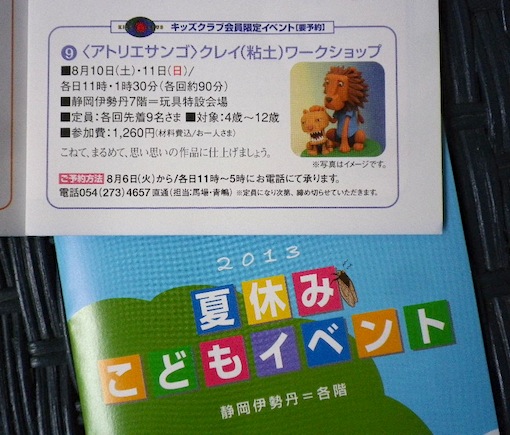 キッズクラブ会員限定イベント[要予約]
⑨〈アトリエサンゴ〉クレイ(粘土)ワークショップ
■8月10日(土)・11日(日)/
各日11時・1時30分(各回約90分)
■静岡伊勢丹7階=玩具特設会場
■定員:各回先着9名さま ■対象:4歳〜12歳
■参加費:1,260円(材料費込/お一人さま)
こねて、まるめて、思い思いの作品に仕上げましょう。
※写真はイメージです。
ご予約方法 8月6日(火)から/各日11時〜5時にお電話にて承ります。
電話054(273)4657直通(担当:馬場・青嶋) ※定員になり次第、締め切らせていただきます。
2013
夏休み
こどもイベント
静岡伊勢丹=各階